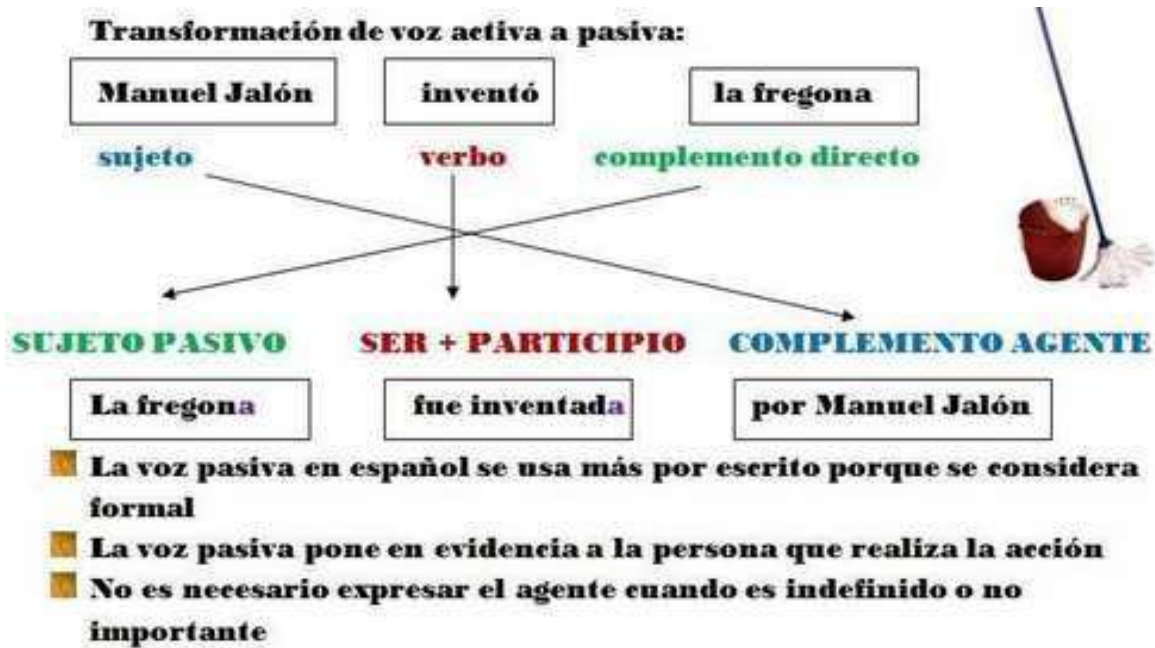 Transformación de voz activa a pasiva:
Manuel Jalón inventó la fregona
sujeto verbo complemento directo
SUJETO PASIVO SER + PARTICIPIO COMPLEMENTO AGENTE
La fregona fue inventada por Manuel Jalón
La voz pasiva en español se usa más por escrito porque se considera
formal
La voz pasiva pone en evidencia a la persona que realiza la acción
No es necesario expresar el agente cuando es indefinido o no
importante